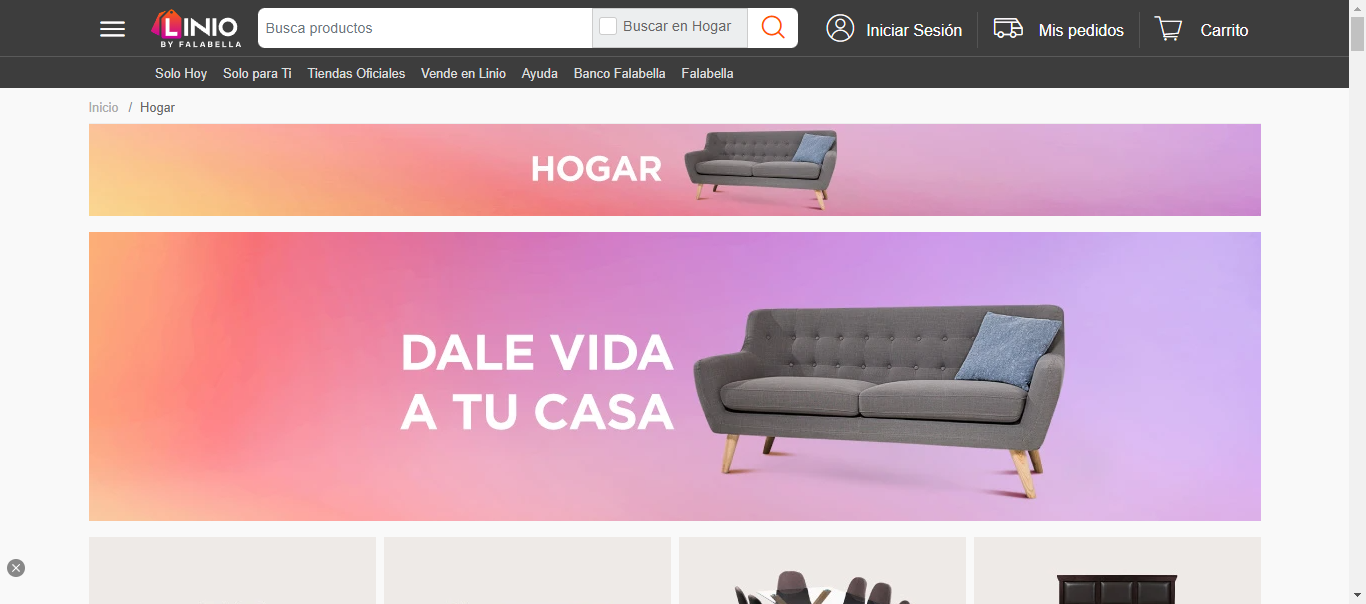 LINIO
BY FALABELLA
Busca productos
Buscar en Hogar
Iniciar Sesión
Mis pedidos
Carrito
Solo Hoy
Solo para Ti
Tiendas Oficiales
Vende en Linio
Ayuda
Banco Falabella
Falabella
Inicio / Hogar
HOGAR
DALE VIDA
A TU CASA